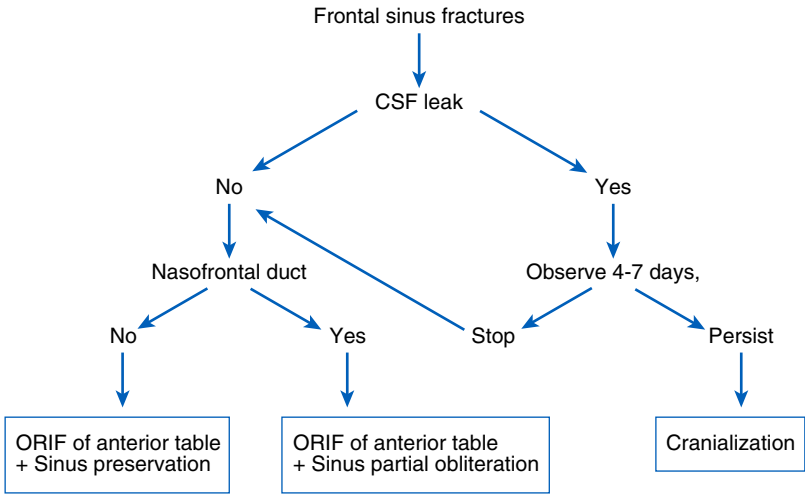 Frontal sinus fractures
CSF leak
No
Yes
Nasofrontal duct
Observe 4-7 days,
No
Yes
Stop
Persist
ORIF of anterior table
+ Sinus preservation
ORIF of anterior table
+ Sinus partial obliteration
Cranialization